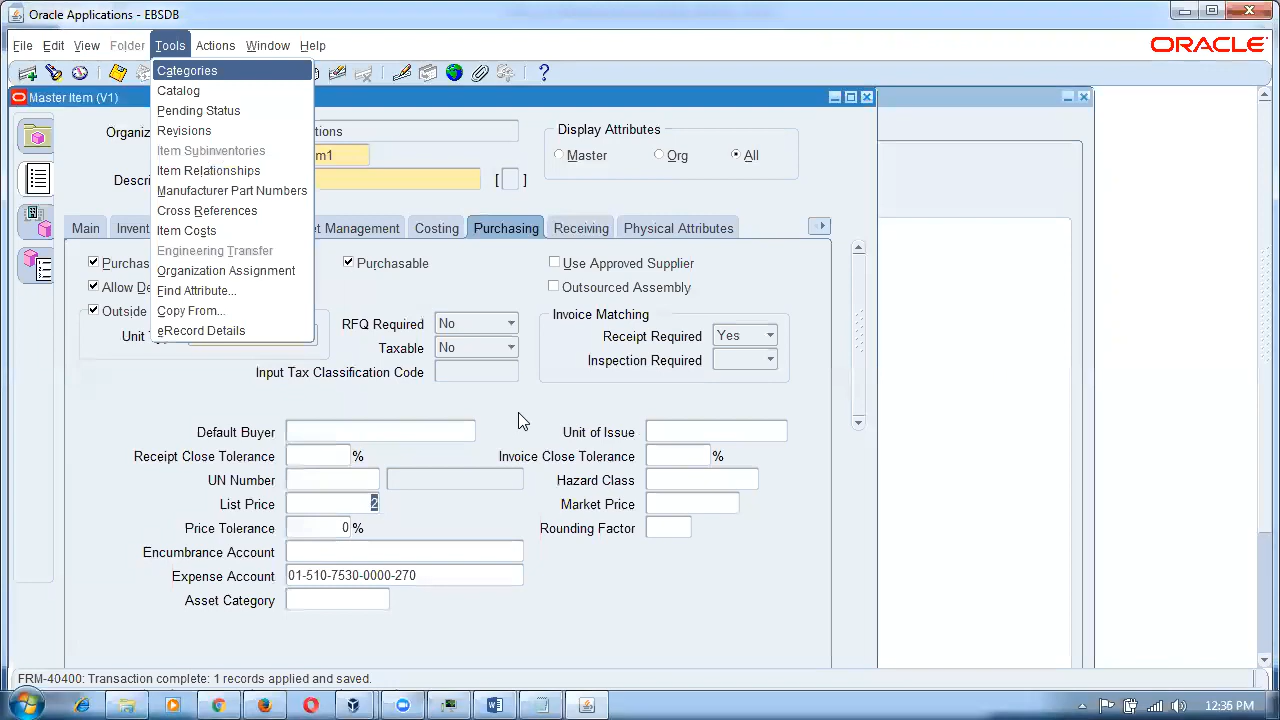 Oracle Applications - EBSDB
File Edit View Folder Tools Actions Window Help
ORACLE
Categories
Catalog
Pending Status
Revisions
Item Subinventories
Item Relationships
Manufacturer Part Numbers
Cross References
Item Costs
Engineering Transfer
Organization Assignment
Find Attribute...
Copy From...
eRecord Details
Master Item (V1)
Organiz tions
m1
Descri [ ]
Display Attributes
Master Org All
Main Invent et Management Costing Purchasing Receiving Physical Attributes
Purchas Purchasable Use Approved Supplier
Allow De Outsourced Assembly
Outside
Unit Ty
RFQ Required No
Taxable No
Input Tax Classification Code
Invoice Matching
Receipt Required Yes
Inspection Required
Default Buyer Unit of Issue
Receipt Close Tolerance % Invoice Close Tolerance %
UN Number Hazard Class
List Price 2 Market Price
Price Tolerance 0 % Rounding Factor
Encumbrance Account
Expense Account 01-510-7530-0000-270
Asset Category
FRM-40400: Transaction complete: 1 records applied and saved.
12:35 PM